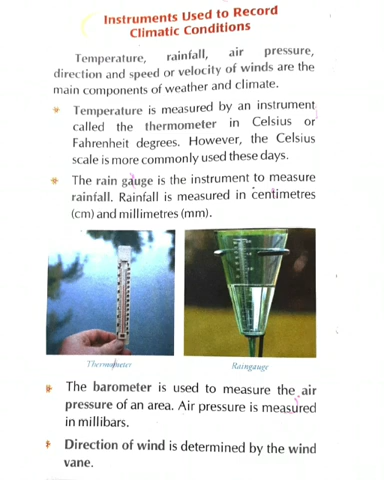 Instruments Used to Record
Climatic Conditions
Temperature, rainfall, air pressure,
direction and speed or velocity of winds are the
main components of weather and climate.
Temperature is measured by an instrument
called the thermometer in Celsius or
Fahrenheit degrees. However, the Celsius
scale is more commonly used these days.
The rain gauge is the instrument to measure
rainfall. Rainfall is measured in centimetres
(cm) and millimetres (mm).
Thermometer
Raingauge
The barometer is used to measure the air
pressure of an area. Air pressure is measured
in millibars.
Direction of wind is determined by the wind
vane.